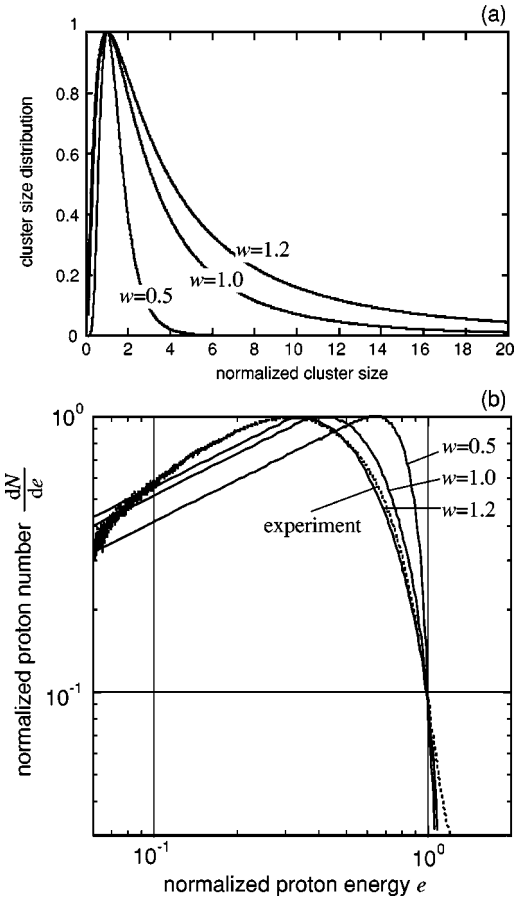 (a)
cluster size distribution
1
0.8
0.6
0.4
0.2
0
w=1.2
w=1.0
w=0.5
0 2 4 6 8 10 12 14 16 18 20
normalized cluster size
(b)
normalized proton number dN/de
10⁰
10⁻¹
w=0.5
w=1.0
w=1.2
experiment
10⁻¹ 10⁰
normalized proton energy e